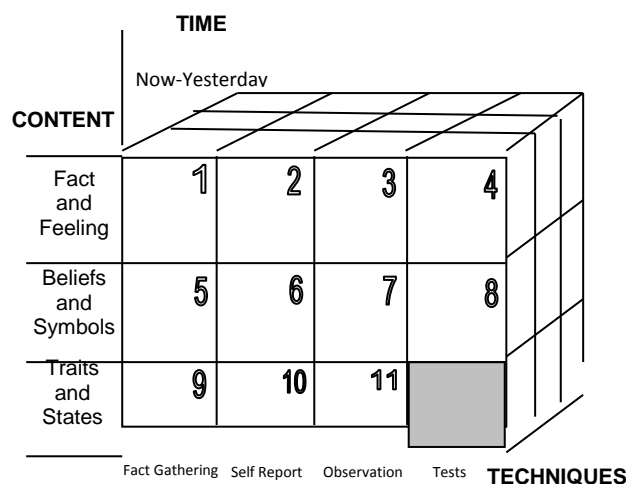 TIME
Now-Yesterday
CONTENT
Fact
and
Feeling
1 2 3 4
Beliefs
and
Symbols
5 6 7 8
Traits
and
States
9 10 11
Fact Gathering Self Report Observation Tests TECHNIQUES